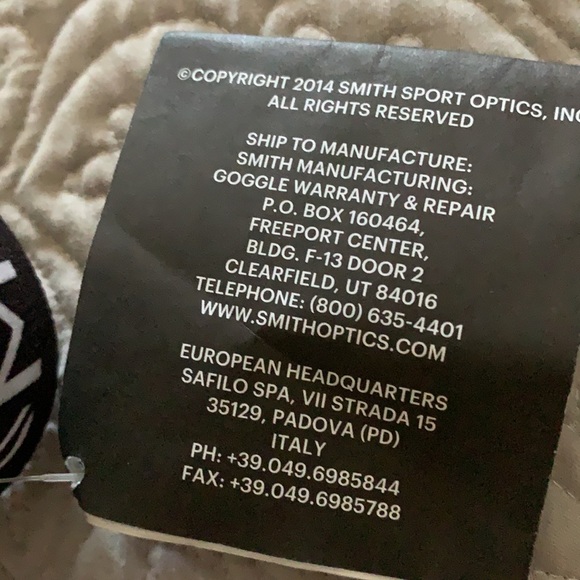 ©COPYRIGHT 2014 SMITH SPORT OPTICS, INC
ALL RIGHTS RESERVED
SHIP TO MANUFACTURE:
SMITH MANUFACTURING:
GOGGLE WARRANTY & REPAIR
P.O. BOX 160464,
FREEPORT CENTER,
BLDG. F-13 DOOR 2
CLEARFIELD, UT 84016
TELEPHONE: (800) 635-4401
WWW.SMITHOPTICS.COM
EUROPEAN HEADQUARTERS
SAFILO SPA, VII STRADA 15
35129, PADOVA (PD)
ITALY
PH: +39.049.6985844
FAX: +39.049.6985788